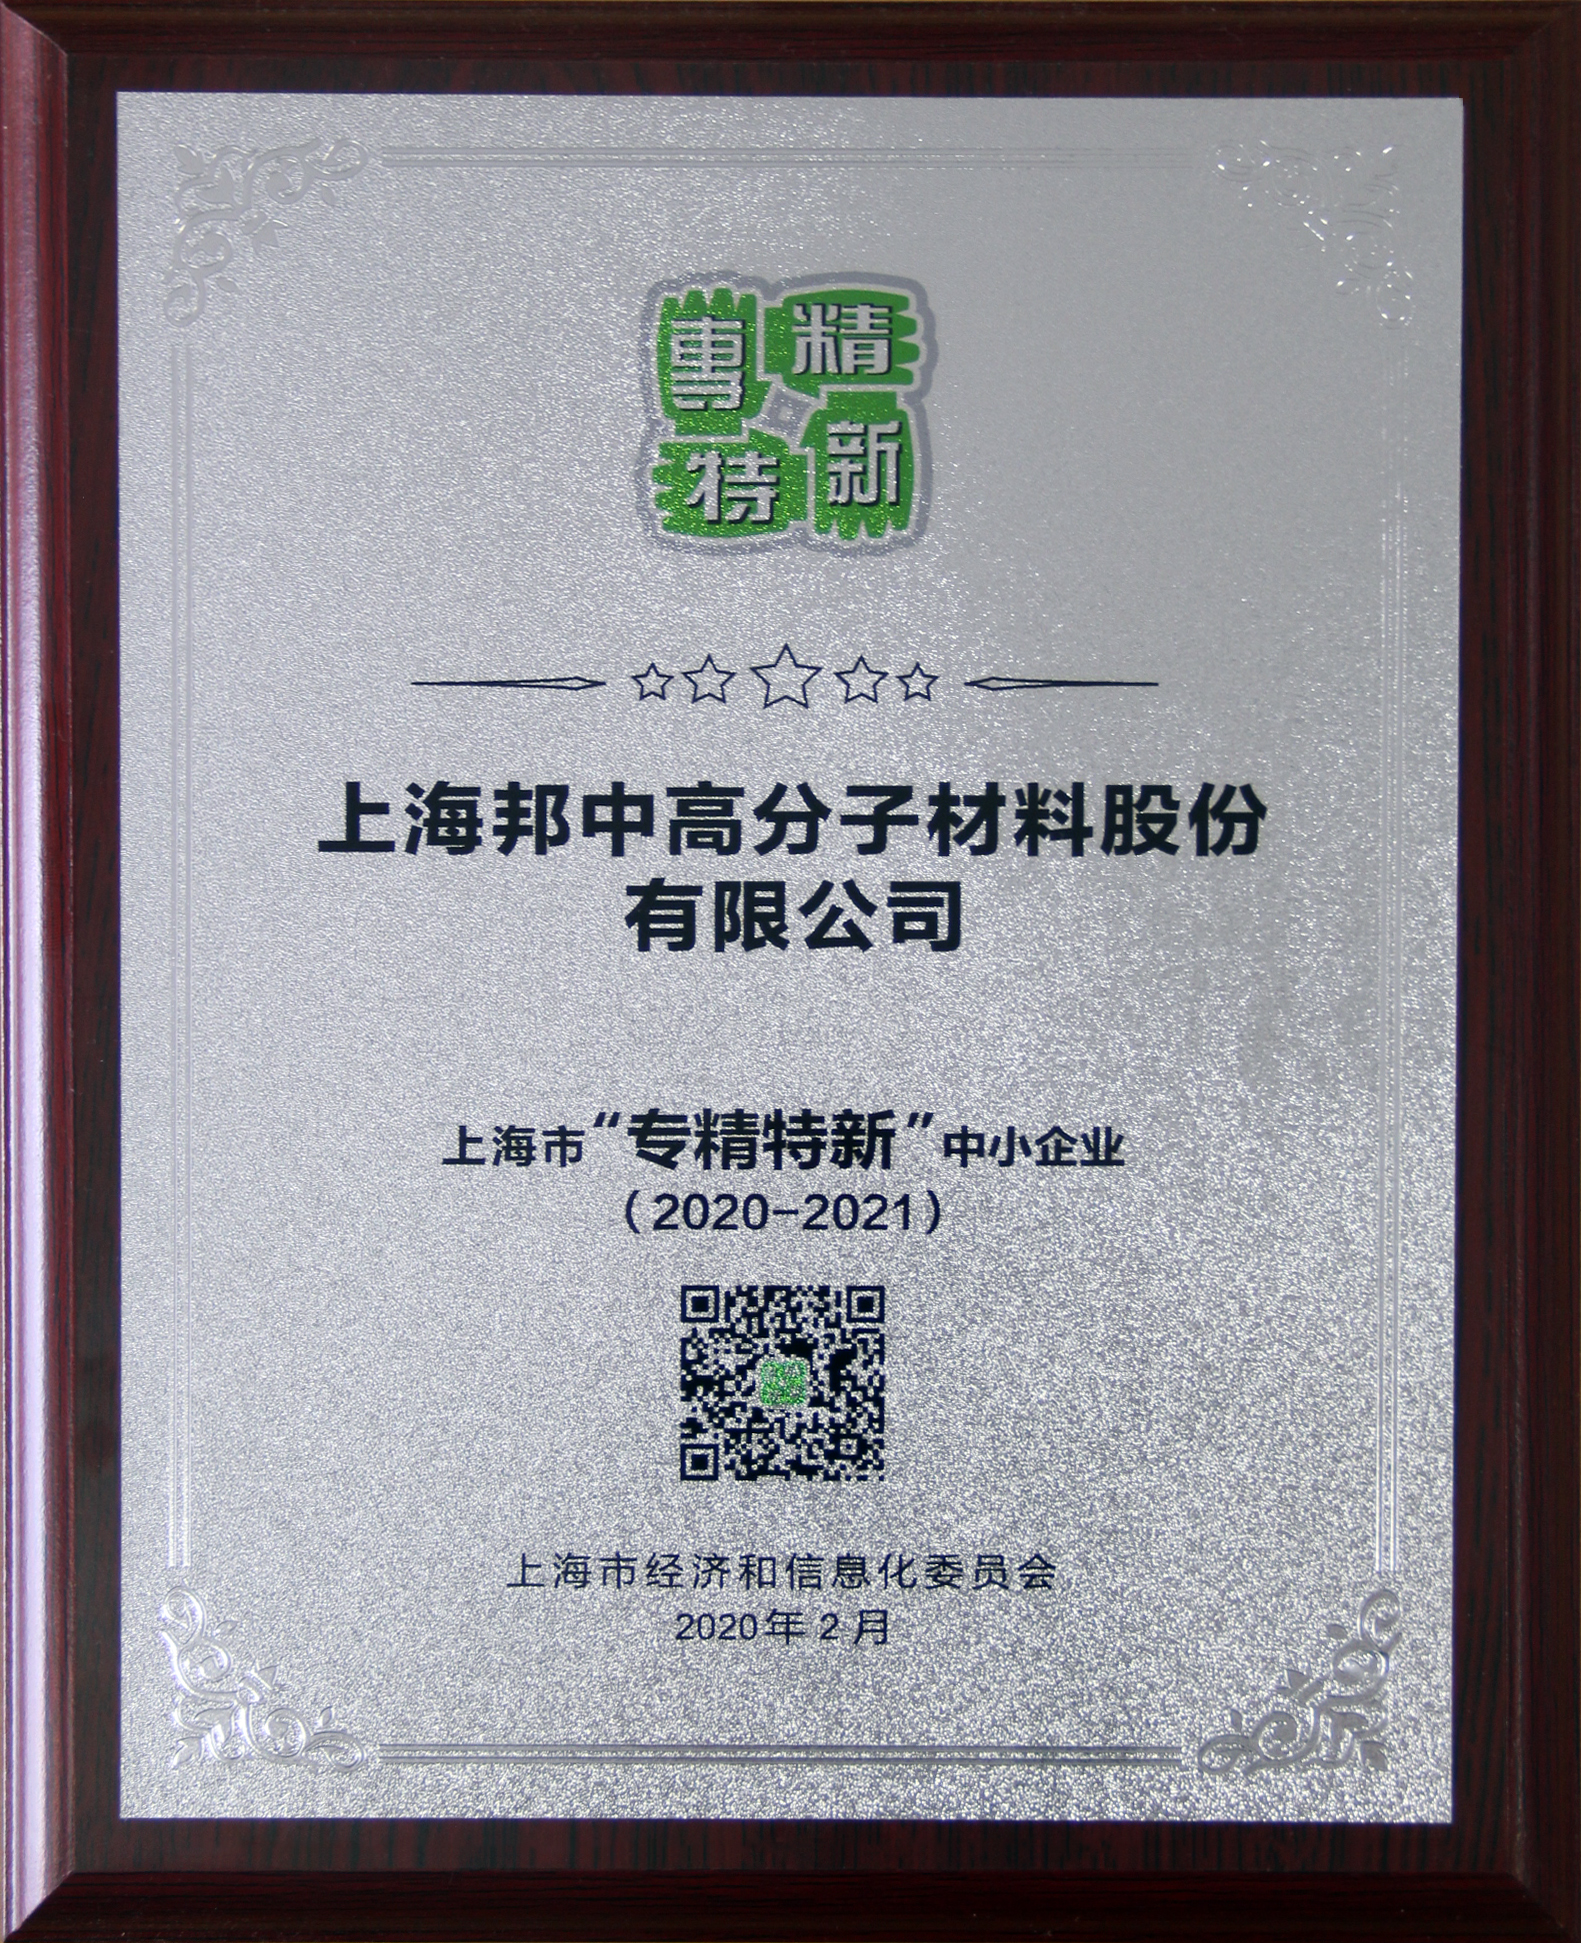 專精
特新
上海邦中高分子材料股份
有限公司
上海市“专精特新”中小企业
（2020-2021）
上海市经济和信息化委员会
2020年2月